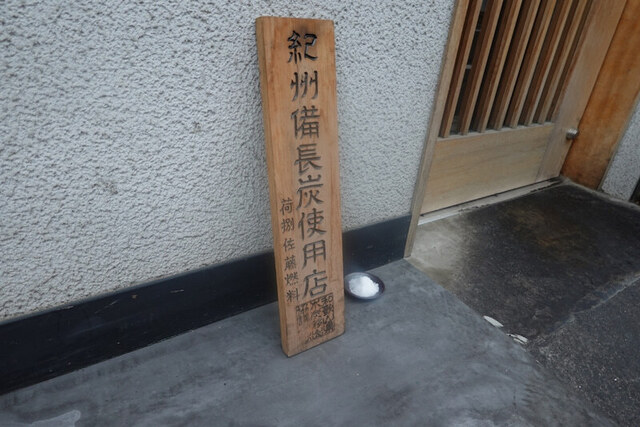 紀州備長炭使用店
荷捌 佐藤燃料